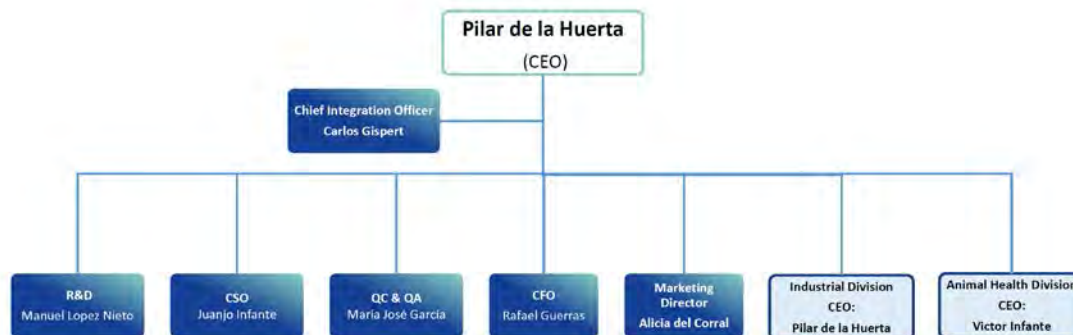 Pilar de la Huerta
(CEO)
Chief Integration Officer
Carlos Gispert
R&D
Manuel Lopez Nieto
CSO
Juanjo Infante
QC & QA
Maria José García
CFO
Rafael Guerras
Marketing
Director
Alicia del Corral
Industrial Division
CEO:
Pilar de la Huerta
Animal Health Division
CEO:
Victor Infante